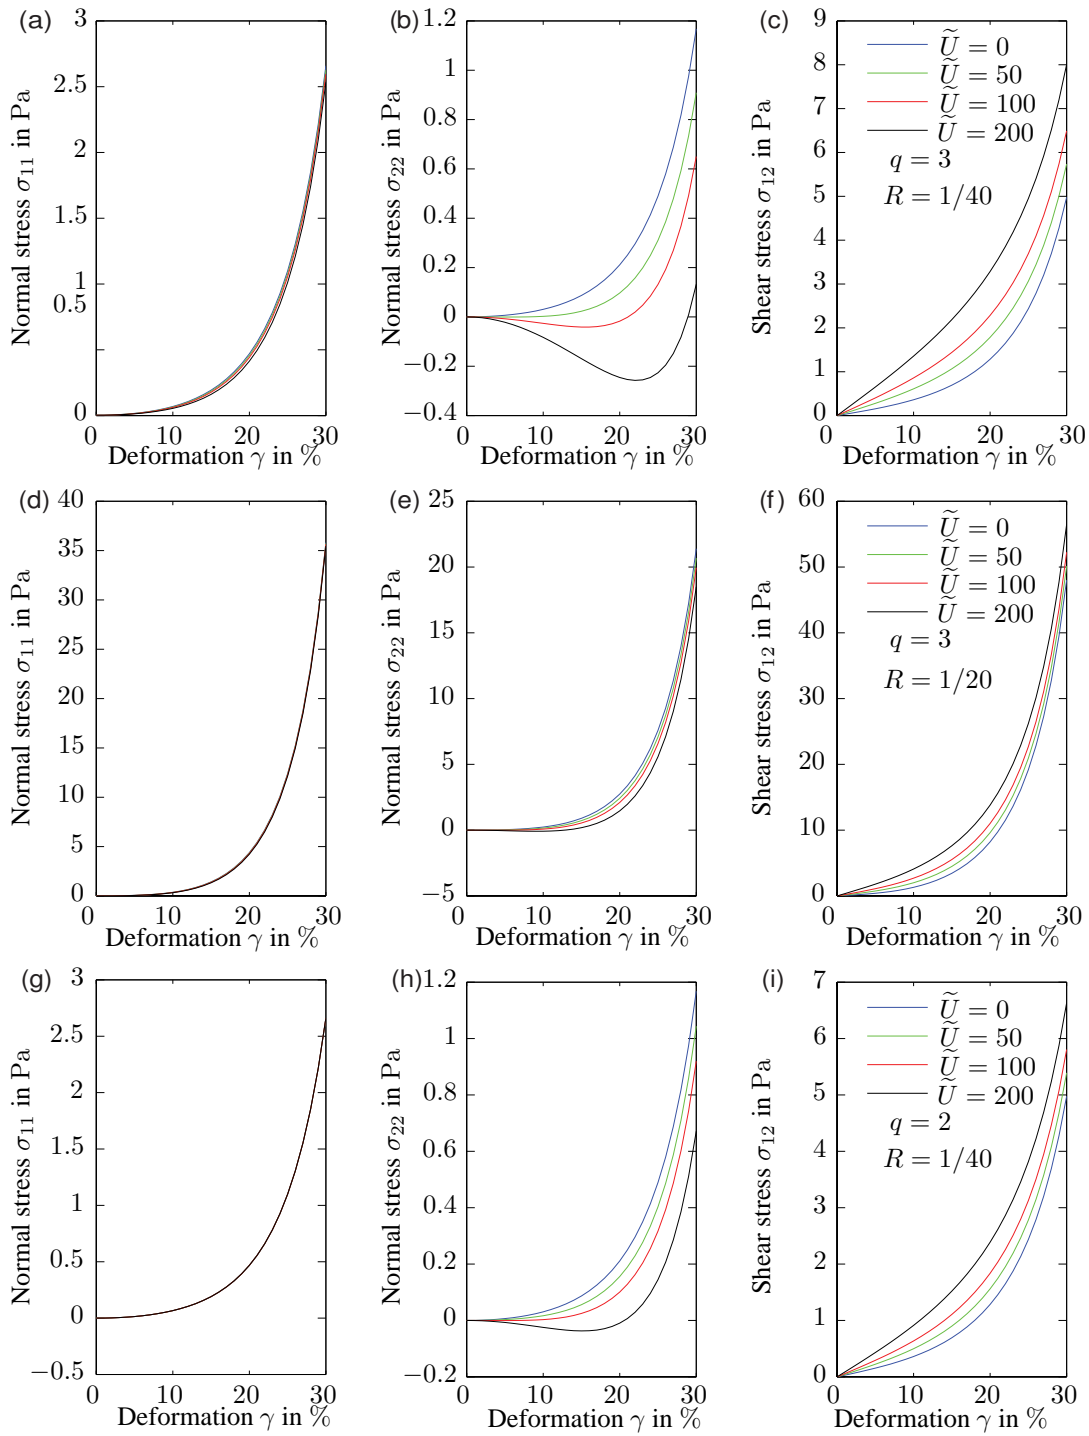 (a)
3
2.5
2
1.5
1
0.5
0
0 10 20 30
Normal stress σ₁₁ in Pa
Deformation γ in %
(b)
1.2
1
0.8
0.6
0.4
0.2
0
−0.2
−0.4
0 10 20 30
Normal stress σ₂₂ in Pa
Deformation γ in %
(c)
9
8
7
6
5
4
3
2
1
0
0 10 20 30
Shear stress σ₁₂ in Pa
Deformation γ in %
Ũ = 0
Ũ = 50
Ũ = 100
Ũ = 200
q = 3
R = 1/40
(d)
40
35
30
25
20
15
10
5
0
0 10 20 30
Normal stress σ₁₁ in Pa
Deformation γ in %
(e)
25
20
15
10
5
0
−5
0 10 20 30
Normal stress σ₂₂ in Pa
Deformation γ in %
(f)
60
50
40
30
20
10
0
0 10 20 30
Shear stress σ₁₂ in Pa
Deformation γ in %
Ũ = 0
Ũ = 50
Ũ = 100
Ũ = 200
q = 3
R = 1/20
(g)
3
2.5
2
1.5
1
0.5
0
−0.5
0 10 20 30
Normal stress σ₁₁ in Pa
Deformation γ in %
(h)
1.2
1
0.8
0.6
0.4
0.2
0
−0.2
0 10 20 30
Normal stress σ₂₂ in Pa
Deformation γ in %
(i)
7
6
5
4
3
2
1
0
0 10 20 30
Shear stress σ₁₂ in Pa
Deformation γ in %
Ũ = 0
Ũ = 50
Ũ = 100
Ũ = 200
q = 2
R = 1/40